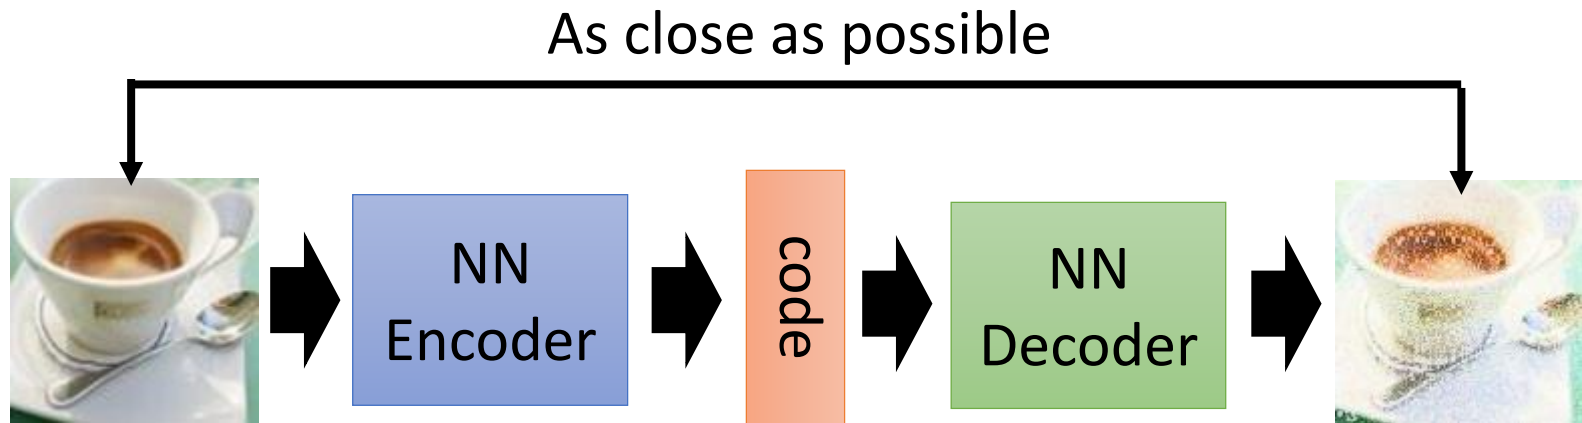 As close as possible
NN
Encoder
code
NN
Decoder